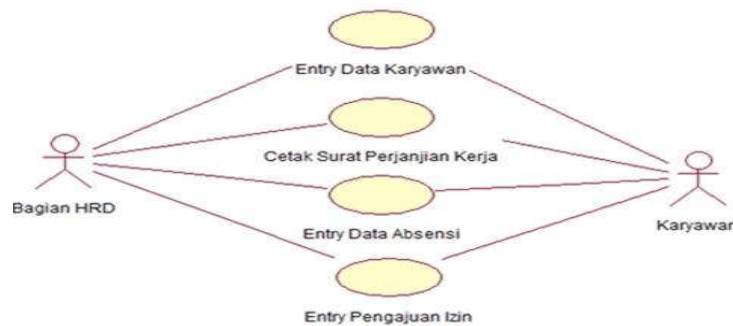 Entry Data Karyawan
Cetak Surat Perjanjian Kerja
Bagian HRD
Karyawan
Entry Data Absensi
Entry Pengajuan Izin